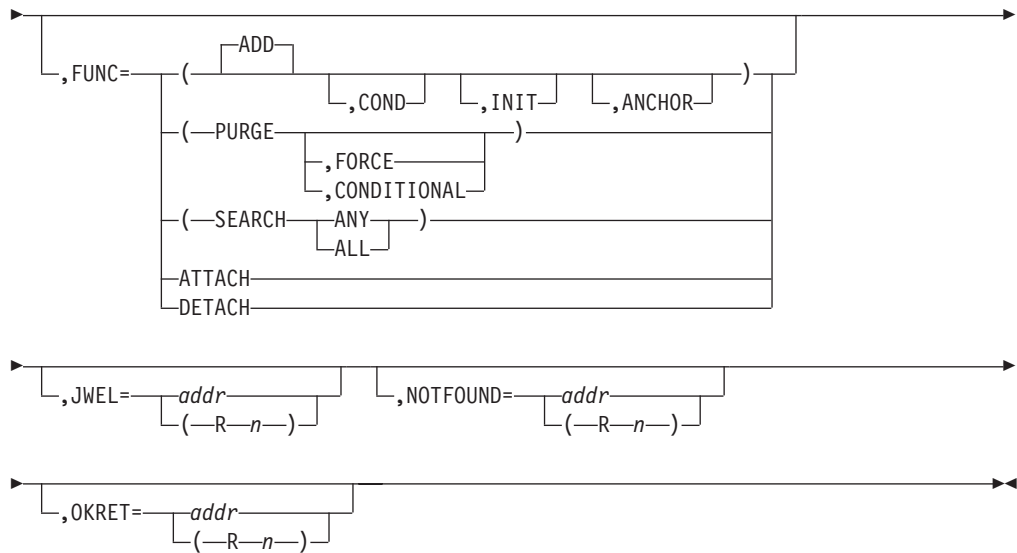 ADD
,FUNC= ( )
,COND ,INIT ,ANCHOR
( PURGE )
,FORCE
,CONDITIONAL
( SEARCH ANY )
ALL
ATTACH
DETACH
,JWEL= addr ,NOTFOUND= addr
( R n ) ( R n )
,OKRET= addr
( R n )